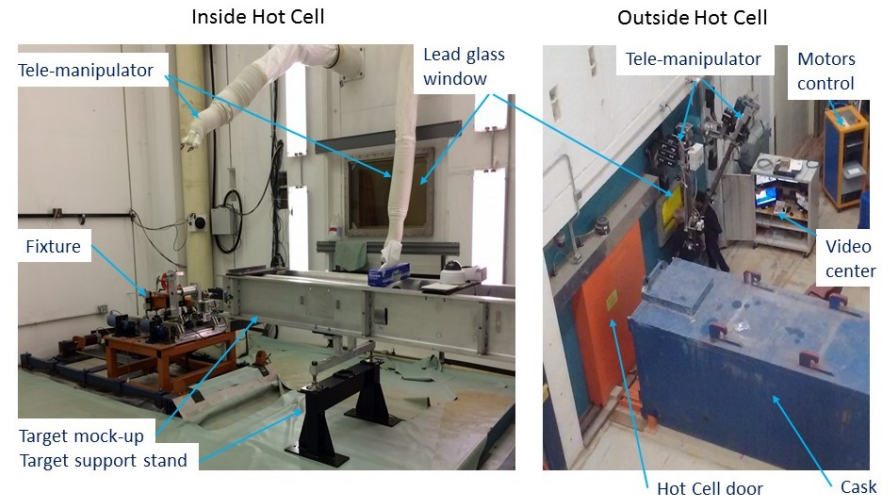 Inside Hot Cell
Outside Hot Cell
Tele-manipulator
Lead glass
window
Tele-manipulator
Motors
control
Fixture
Video
center
Target mock-up
Target support stand
Hot Cell door
Cask